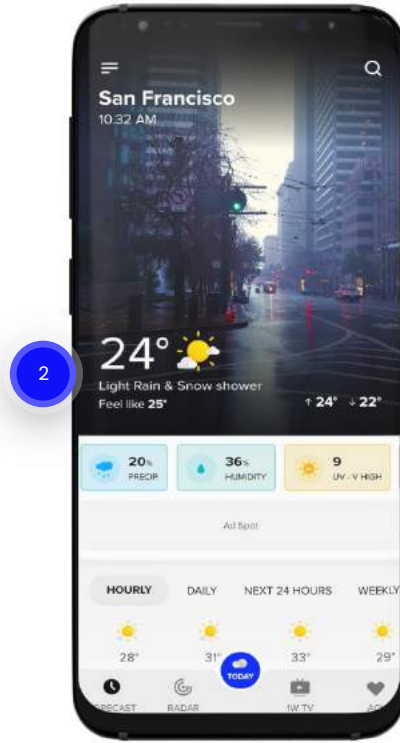 San Francisco
10.32 AM
2
24°
Light Rain & Snow shower
Feel like 25°
↑ 24° ↓ 22°
20%
PRECIP
36%
HUMIDITY
9
UV - V HIGH
Ad Spot
HOURLY DAILY NEXT 24 HOURS WEEKLY
28° 31° 33° 29°
TODAY
RADAR 1W TV